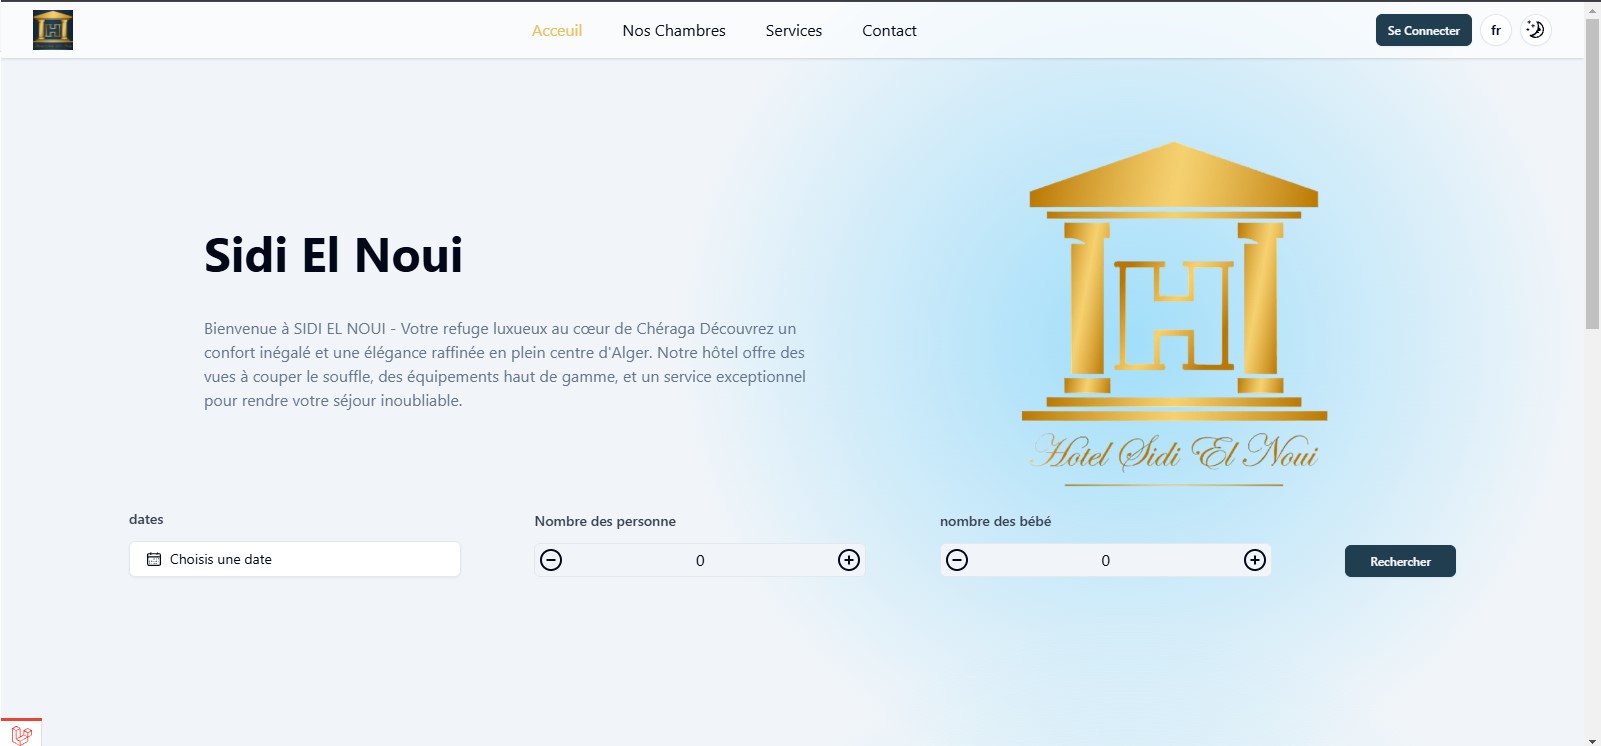 Acceuil Nos Chambres Services Contact Se Connecter fr
Sidi El Noui
Bienvenue à SIDI EL NOUI - Votre refuge luxueux au cœur de Chéraga Découvrez un
confort inégalé et une élégance raffinée en plein centre d'Alger. Notre hôtel offre des
vues à couper le souffle, des équipements haut de gamme, et un service exceptionnel
pour rendre votre séjour inoubliable.
H
Hotel Sidi El Noui
dates
Choisis une date
Nombre des personne
0
nombre des bébé
0
Rechercher